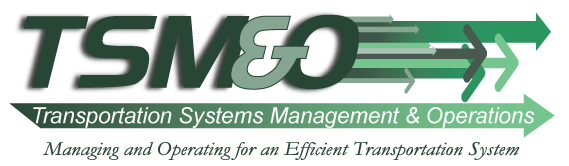 TSM&O
Transportation Systems Management & Operations
Managing and Operating for an Efficient Transportation System